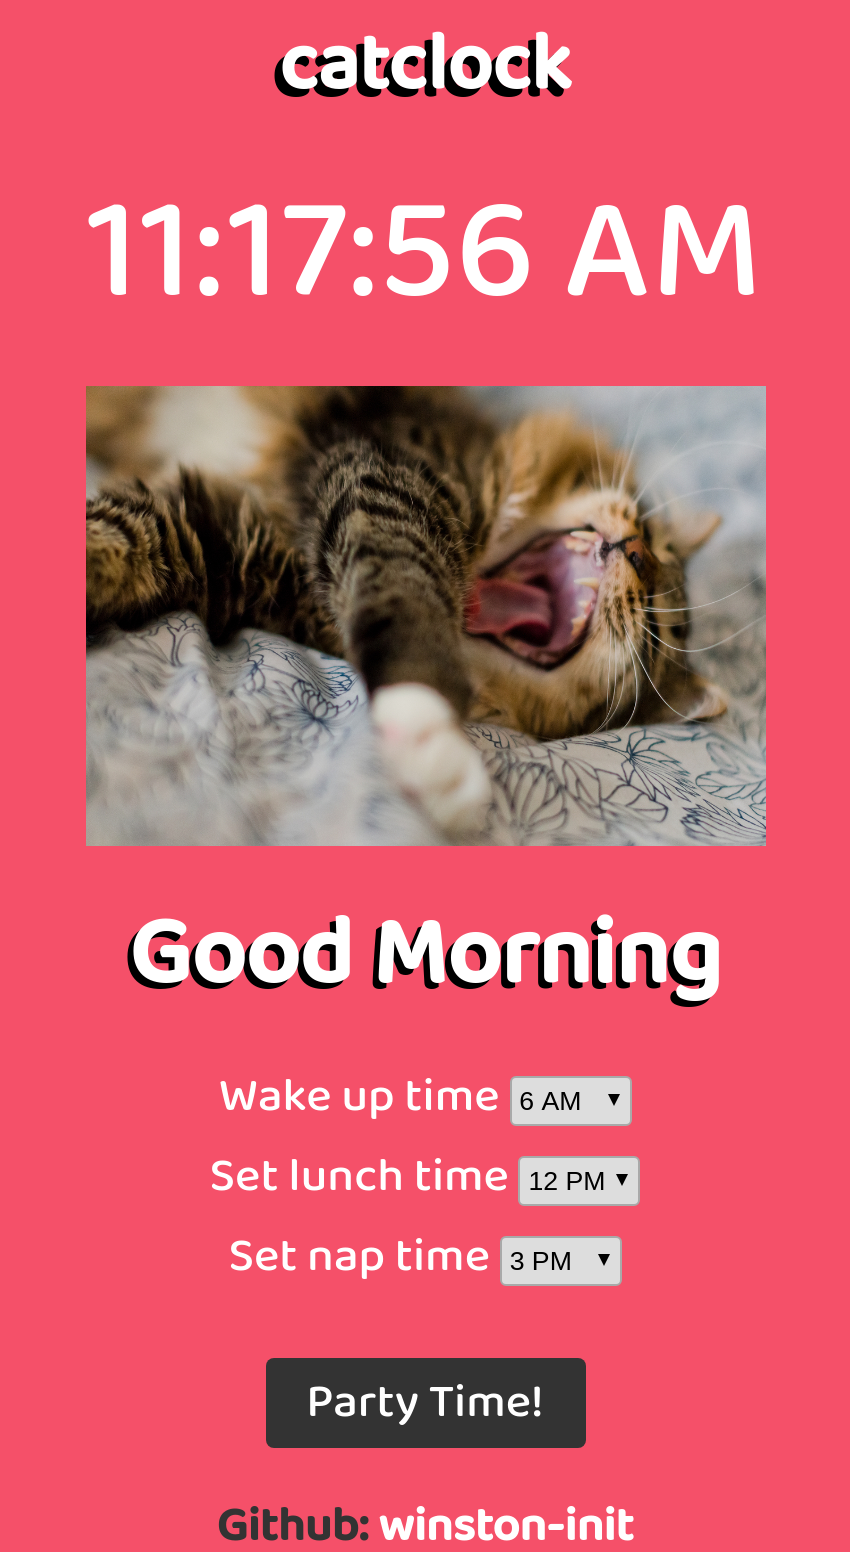 catclock
11:17:56 AM
Good Morning
Wake up time 6 AM
Set lunch time 12 PM
Set nap time 3 PM
Party Time!
Github: winston-init